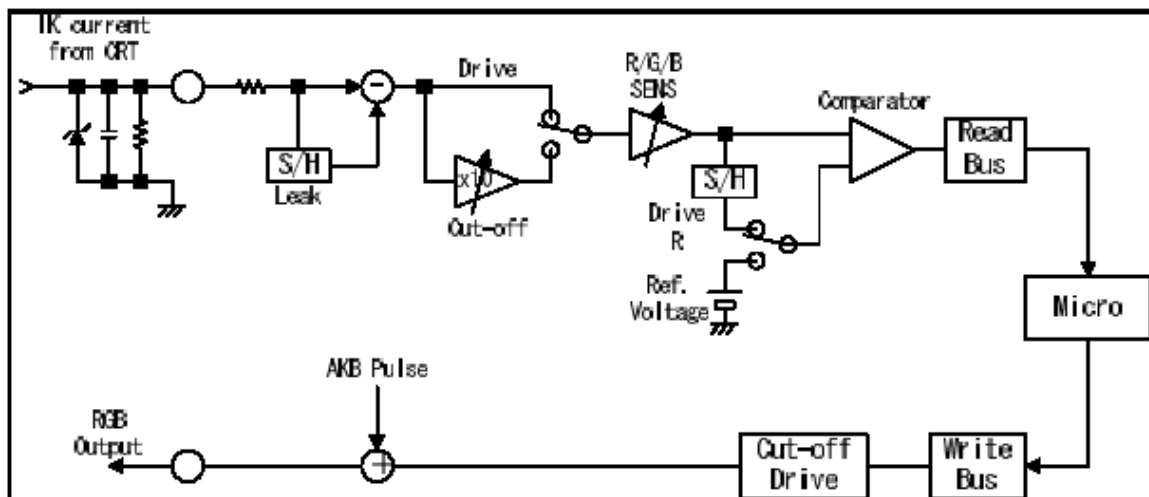 IK current
from CRT
Drive
R/G/B
SENS
Comparator
Read
Bus
S/H
Leak
x10
Cut-off
S/H
Drive
R
Ref.
Voltage
Micro
AKB Pulse
RGB
Output
Cut-off
Drive
Write
Bus